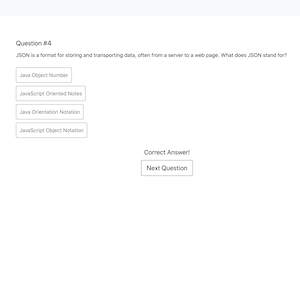 Question #4
JSON is a format for storing and transporting data, often from a server to a web page. What does JSON stand for?
Java Object Number
JavaScript Oriented Notes
Java Orientation Notation
JavaScript Object Notation
Correct Answer!
Next Question